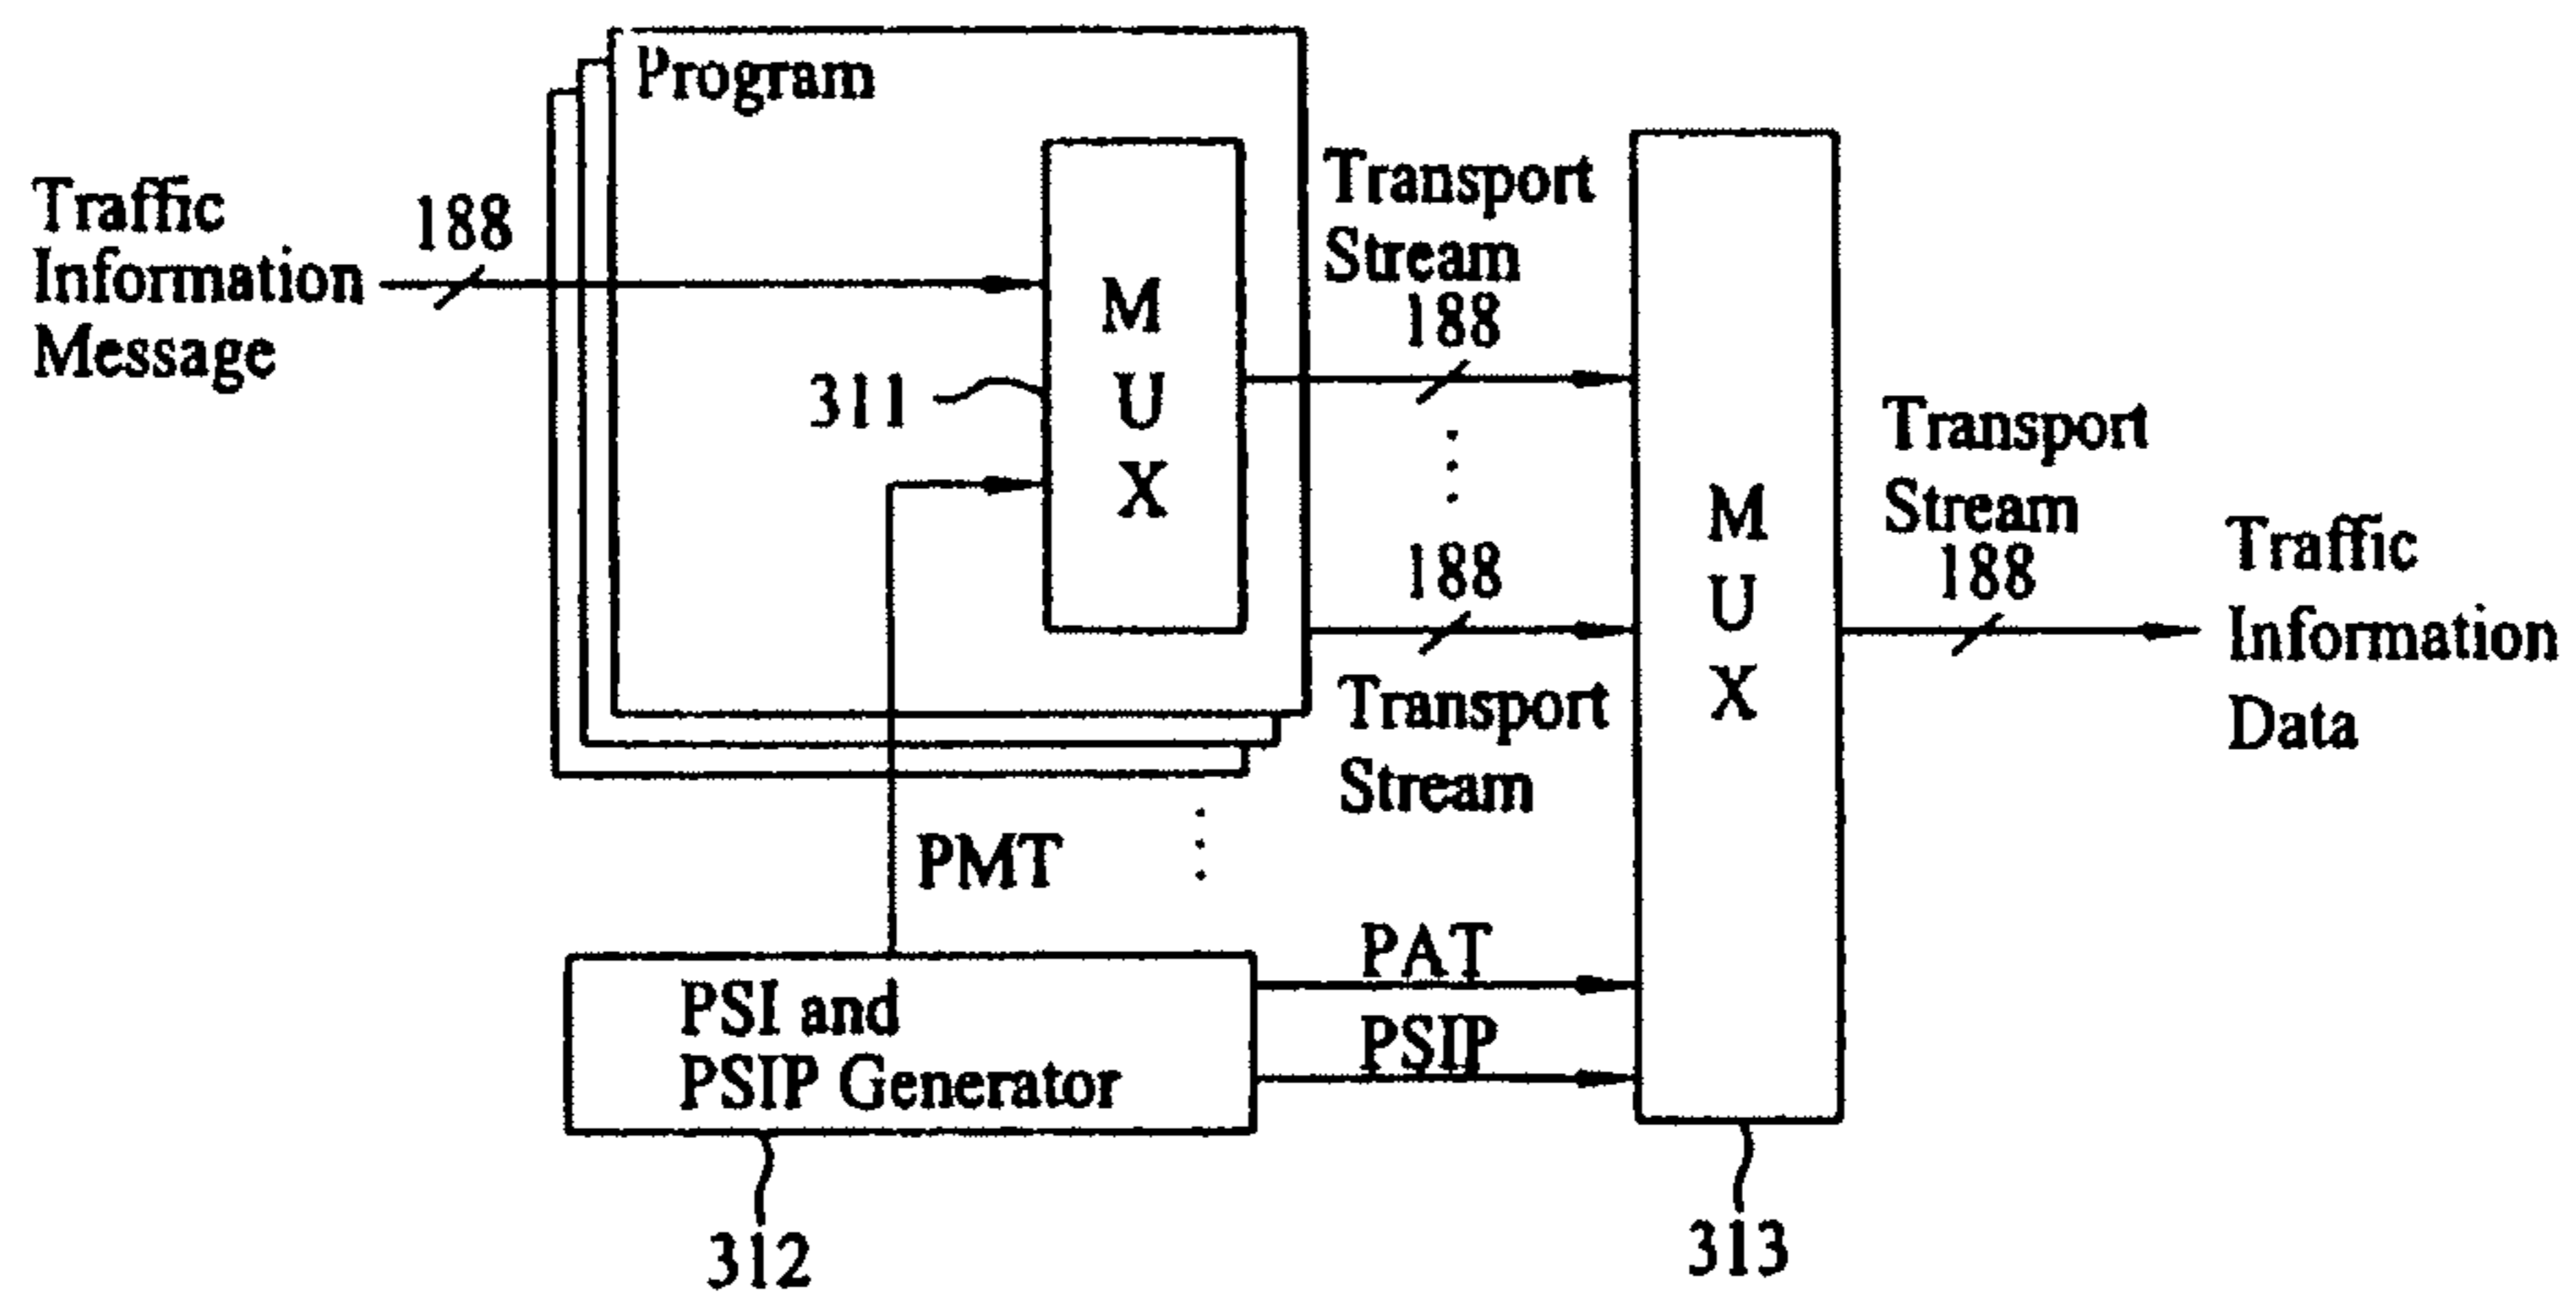 Program
Traffic
Information
Message
188
M
U
X
311
Transport
Stream
188
188
Transport
Stream
M
U
X
Transport
Stream
188
Traffic
Information
Data
PMT
PSI and
PSIP Generator
PAT
PSIP
312
313